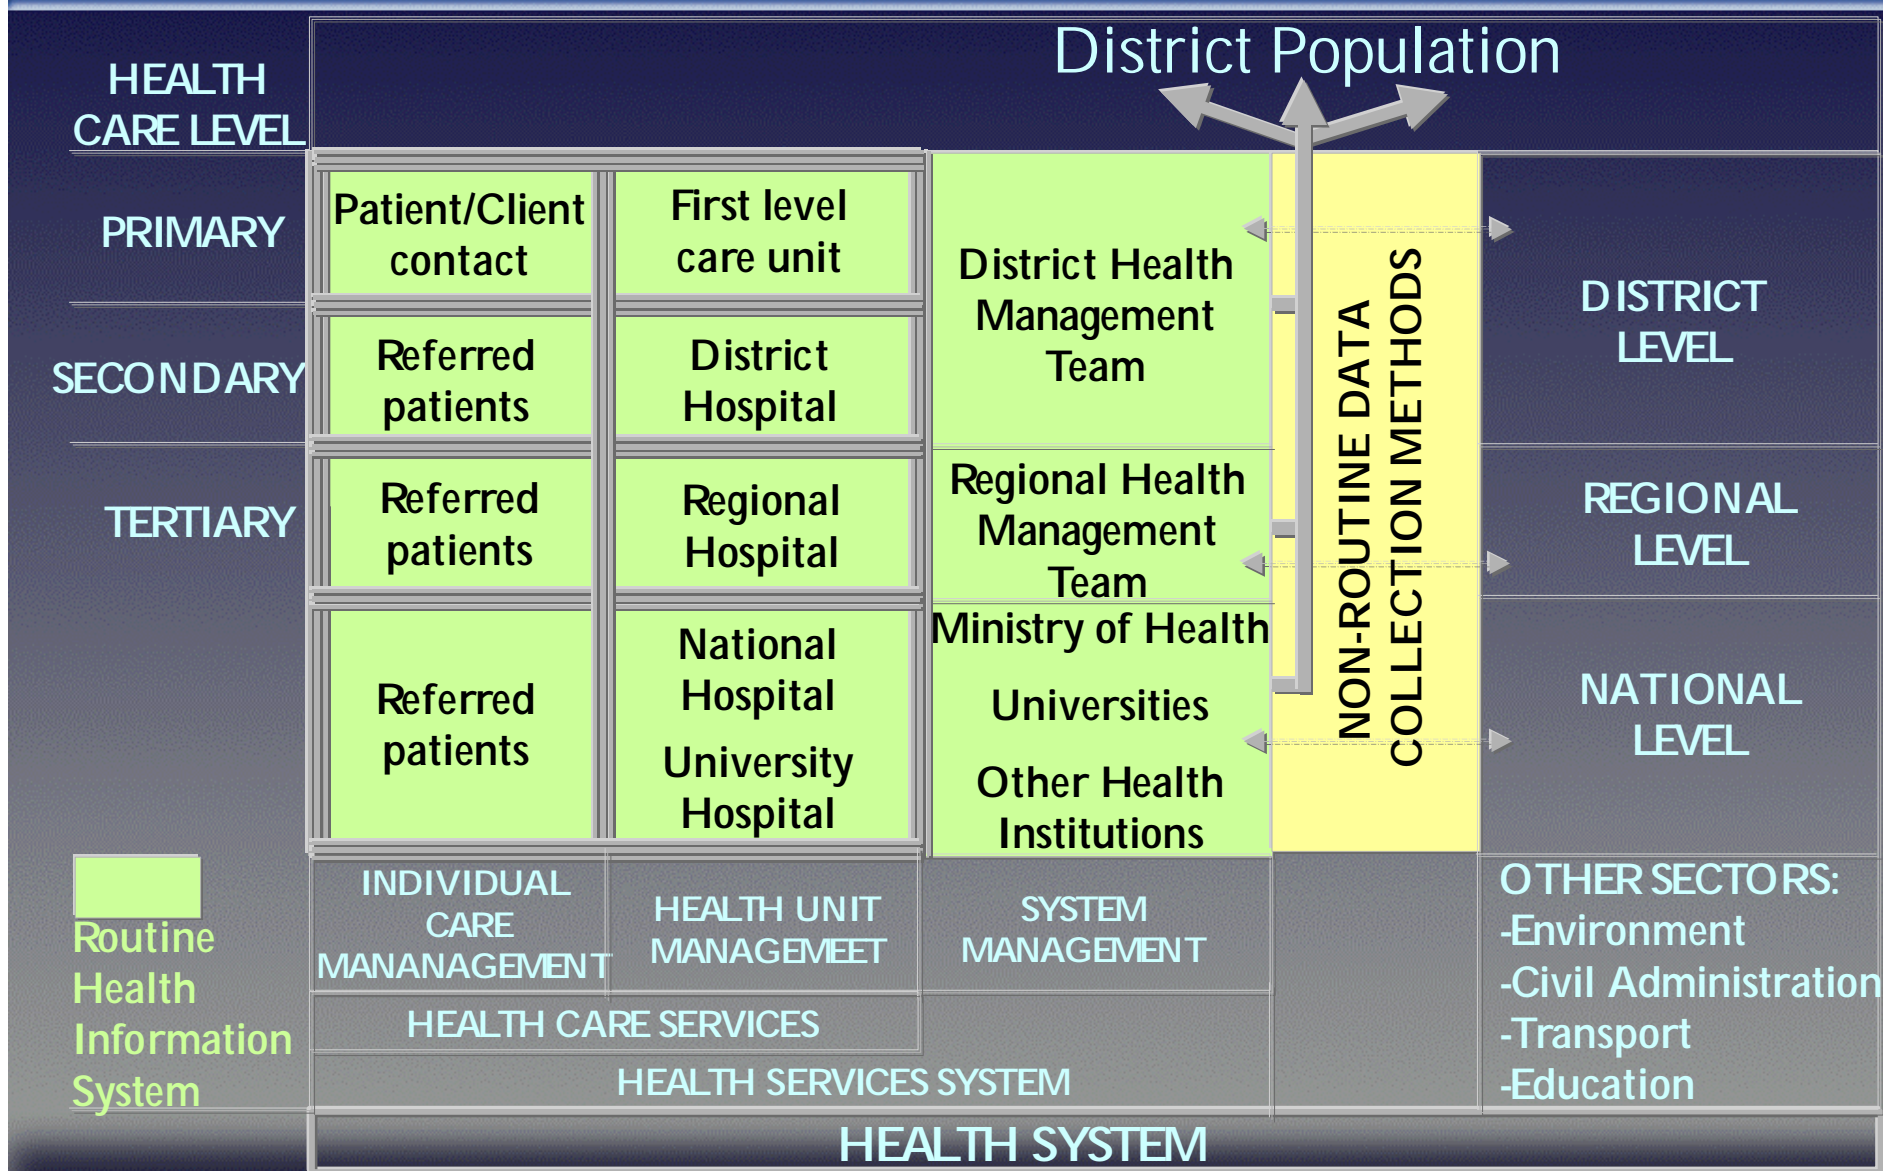 District Population
HEALTH
CARE LEVEL
PRIMARY
Patient/Client
contact
First level
care unit
SECONDARY
Referred
patients
District
Hospital
District Health
Management
Team
DISTRICT
LEVEL
TERTIARY
Referred
patients
Regional
Hospital
Regional Health
Management
Team
REGIONAL
LEVEL
Referred
patients
National
Hospital
University
Hospital
Ministry of Health
Universities
Other Health
Institutions
NATIONAL
LEVEL
NON-ROUTINE DATA
COLLECTION METHODS
Routine
Health
Information
System
INDIVIDUAL
CARE
MANANAGEMENT
HEALTH UNIT
MANAGEMEET
SYSTEM
MANAGEMENT
OTHER SECTORS:
-Environment
-Civil Administration
-Transport
-Education
HEALTH CARE SERVICES
HEALTH SERVICES SYSTEM
HEALTH SYSTEM